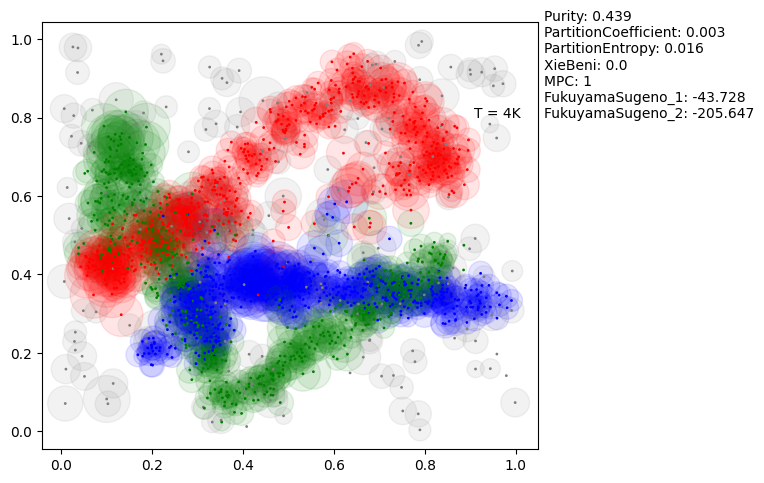 Purity: 0.439
PartitionCoefficient: 0.003
PartitionEntropy: 0.016
XieBeni: 0.0
MPC: 1
FukuyamaSugeno_1: -43.728
FukuyamaSugeno_2: -205.647
T = 4K
1.0
0.8
0.6
0.4
0.2
0.0
0.0 0.2 0.4 0.6 0.8 1.0